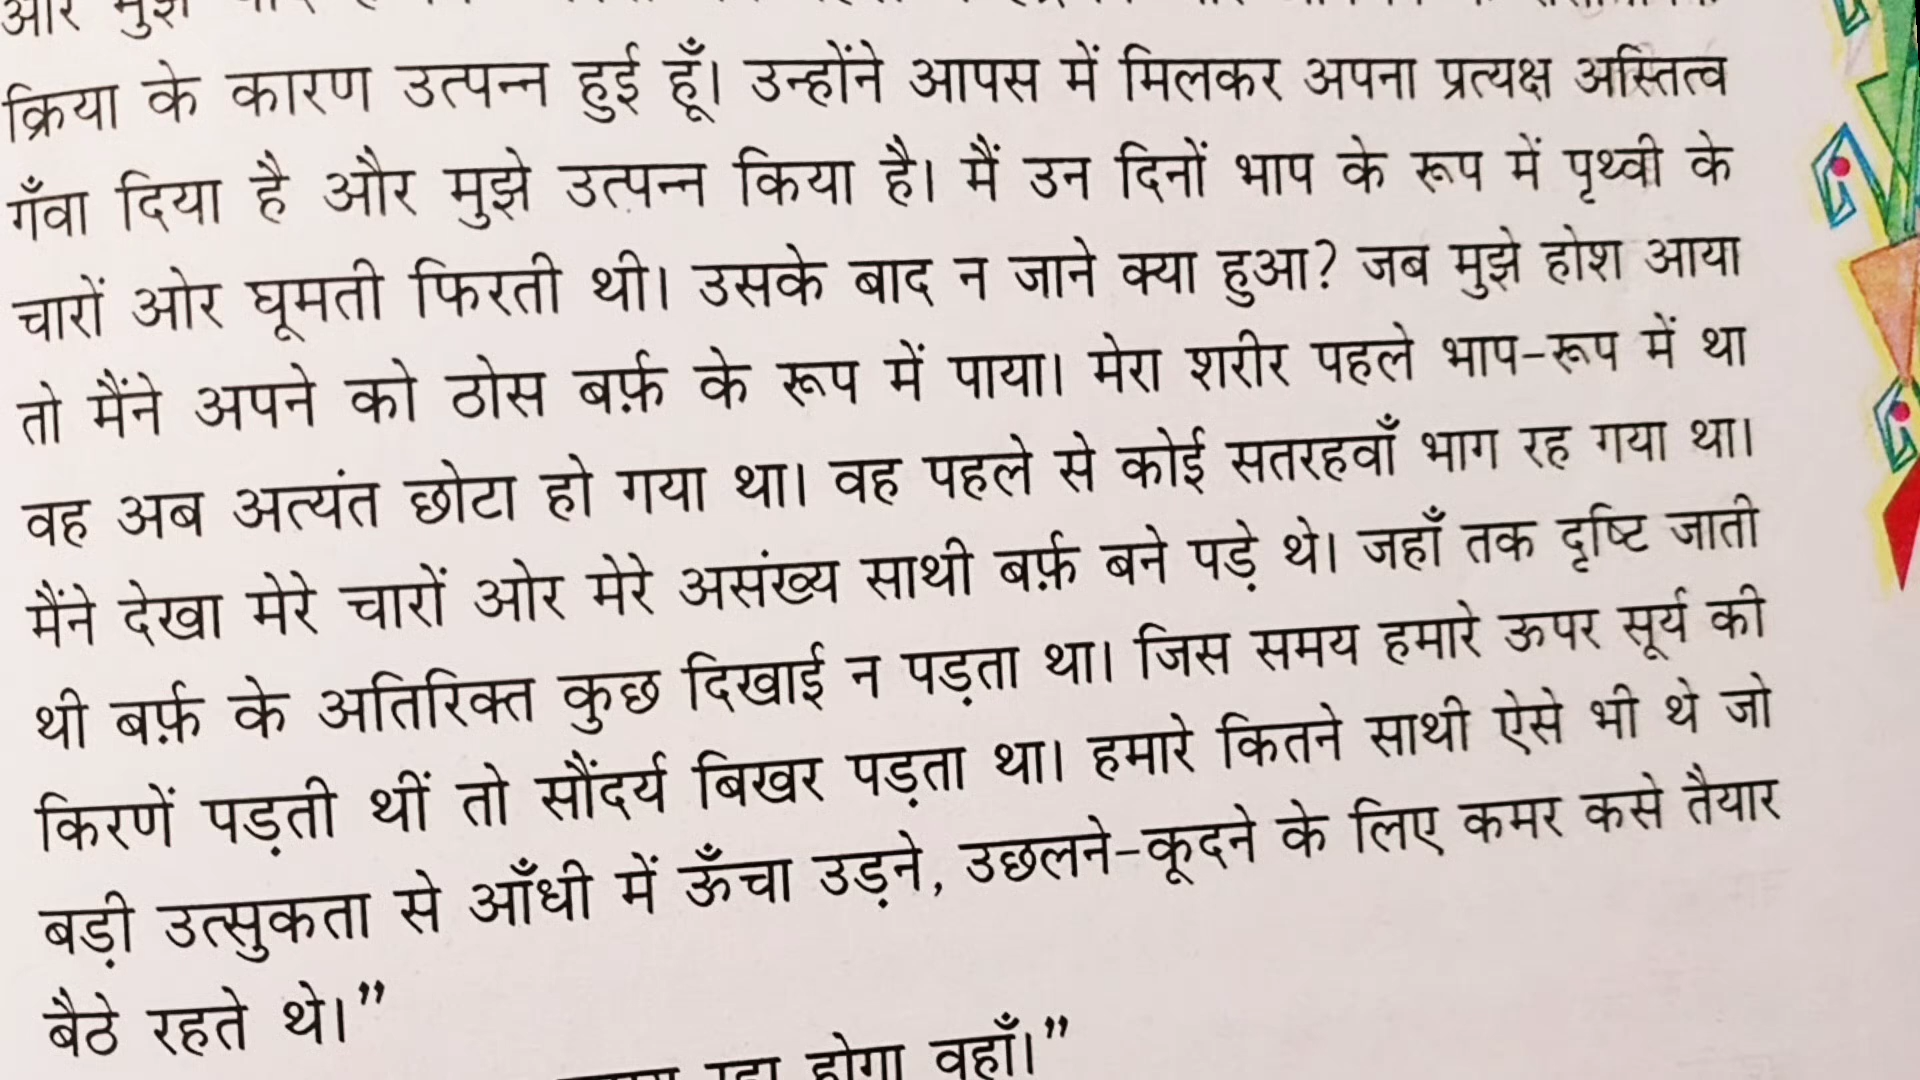 और मुझे
क्रिया के कारण उत्पन्न हुई हूँ। उन्होंने आपस में मिलकर अपना प्रत्यक्ष अस्तित्व
गँवा दिया है और मुझे उत्पन्न किया है। मैं उन दिनों भाप के रूप में पृथ्वी के
चारों ओर घूमती फिरती थी। उसके बाद न जाने क्या हुआ? जब मुझे होश आया
तो मैंने अपने को ठोस बर्फ़ के रूप में पाया। मेरा शरीर पहले भाप-रूप में था
वह अब अत्यंत छोटा हो गया था। वह पहले से कोई सतरहवाँ भाग रह गया था।
मैंने देखा मेरे चारों ओर मेरे असंख्य साथी बर्फ़ बने पड़े थे। जहाँ तक दृष्टि जाती
थी बर्फ़ के अतिरिक्त कुछ दिखाई न पड़ता था। जिस समय हमारे ऊपर सूर्य की
किरणें पड़ती थीं तो सौंदर्य बिखर पड़ता था। हमारे कितने साथी ऐसे भी थे जो
बड़ी उत्सुकता से आँधी में ऊँचा उड़ने, उछलने-कूदने के लिए कमर कसे तैयार
बैठे रहते थे।”
रहा होगा वहाँ।”